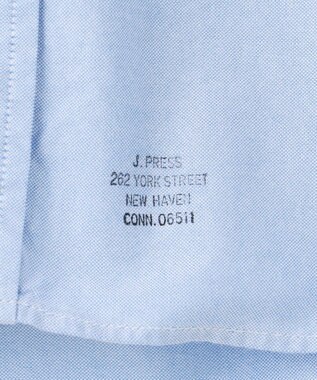 J. PRESS
262 YORK STREET
NEW HAVEN
CONN. 06511